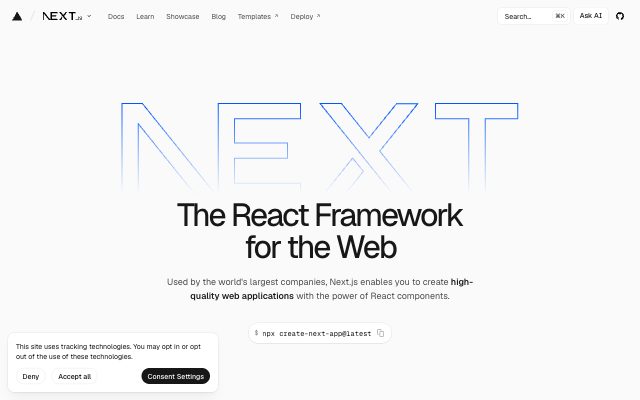 NEXT.JS Docs Learn Showcase Blog Templates Deploy Search... ⌘K Ask AI
NEXT
The React Framework
for the Web
Used by the world's largest companies, Next.js enables you to create high-
quality web applications with the power of React components.
$ npx create-next-app@latest
This site uses tracking technologies. You may opt in or opt
out of the use of these technologies.
Deny Accept all Consent Settings